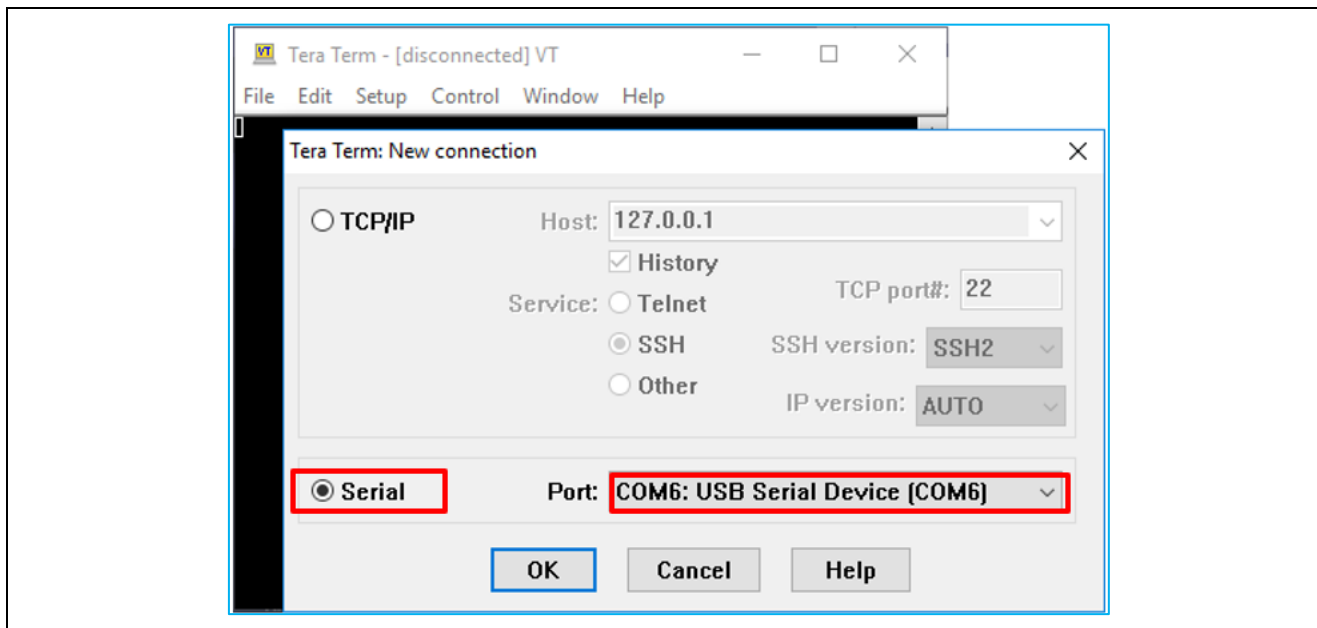 VT Tera Term - [disconnected] VT
File Edit Setup Control Window Help
Tera Term: New connection
TCP/IP Host: 127.0.0.1
History
TCP port#: 22
Service: Telnet
SSH SSH version: SSH2
Other
IP version: AUTO
Serial Port: COM6: USB Serial Device (COM6)
OK Cancel Help